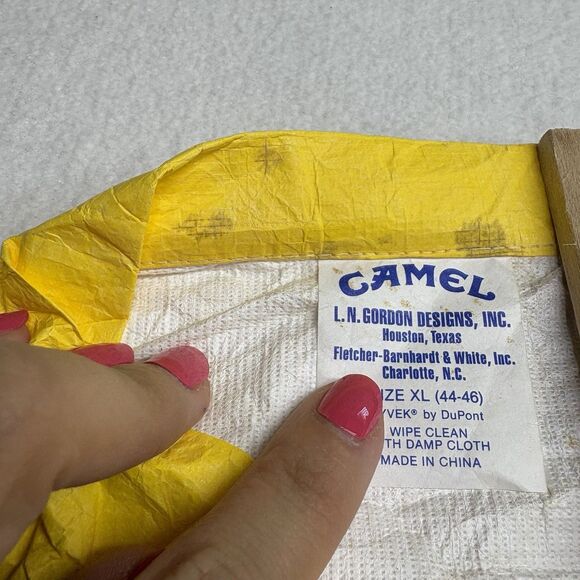 CAMEL
L.N. GORDON DESIGNS, INC.
Houston, Texas
Fletcher-Barnhardt & White, Inc.
Charlotte, N.C.
XL (44-46)
by DuPont
WIPE CLEAN
DAMP CLOTH
MADE IN CHINA